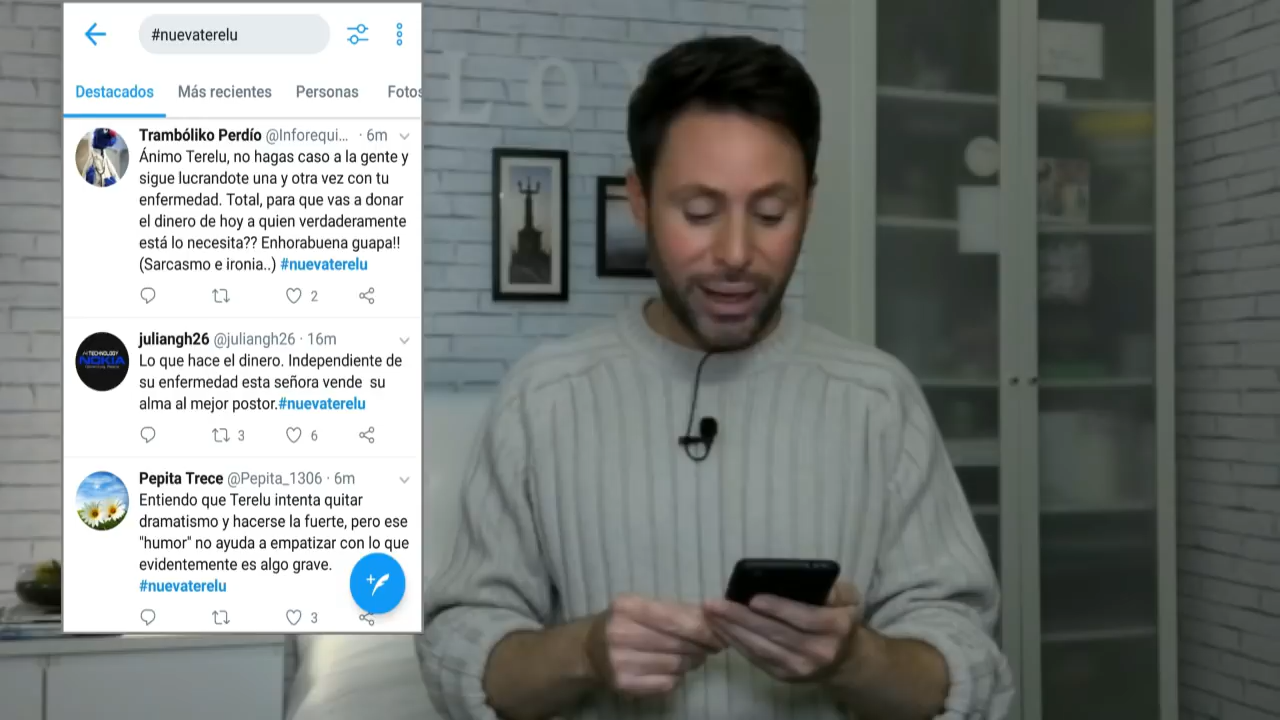 #nuevaterelu
Destacados Más recientes Personas Fotos
Trambóliko Perdío @Inforequi... · 6m
Ánimo Terelu, no hagas caso a la gente y
sigue lucrandote una y otra vez con tu
enfermedad. Total, para que vas a donar
el dinero de hoy a quien verdaderamente
está lo necesita?? Enhorabuena guapa!!
(Sarcasmo e ironia..) #nuevaterelu
2
juliangh26 @juliangh26 · 16m
Lo que hace el dinero. Independiente de
su enfermedad esta señora vende su
alma al mejor postor.#nuevaterelu
3 6
Pepita Trece @Pepita_1306 · 6m
Entiendo que Terelu intenta quitar
dramatismo y hacerse la fuerte, pero ese
"humor" no ayuda a empatizar con lo que
evidentemente es algo grave.
#nuevaterelu
3
NOKIA